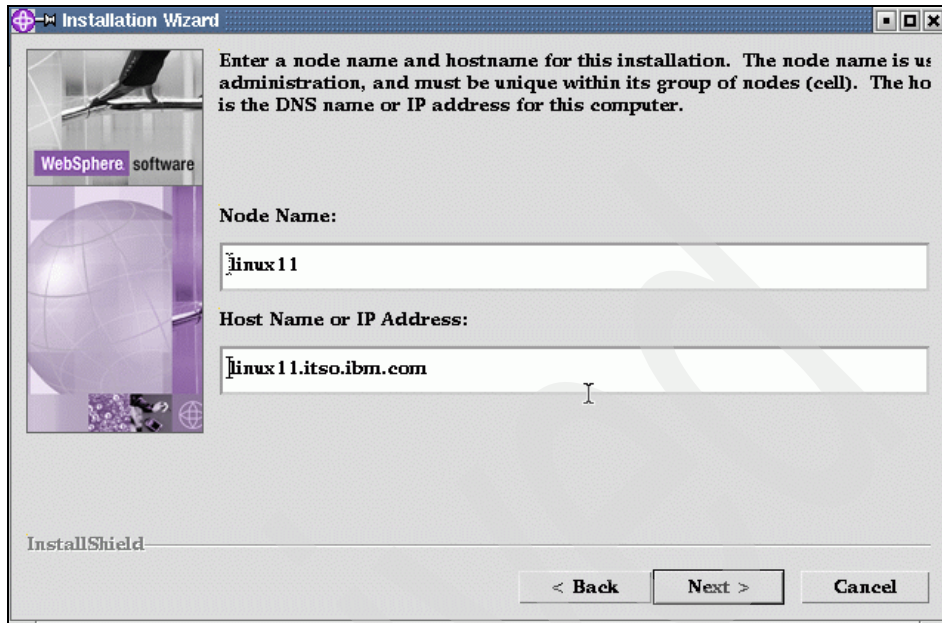 Installation Wizard
Enter a node name and hostname for this installation. The node name is us
administration, and must be unique within its group of nodes (cell). The ho
is the DNS name or IP address for this computer.
WebSphere software
Node Name:
linux11
Host Name or IP Address:
linux11.itso.ibm.com
InstallShield
< Back
Next >
Cancel